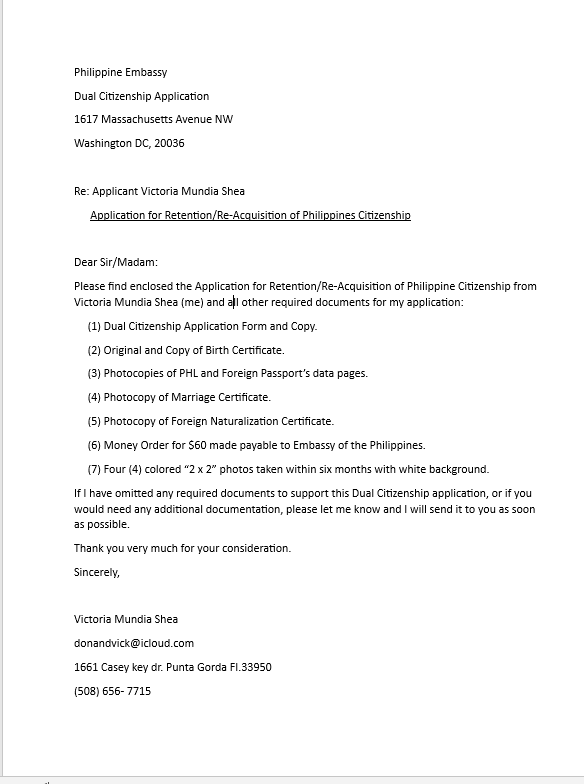 Philippine Embassy
Dual Citizenship Application
1617 Massachusetts Avenue NW
Washington DC, 20036
Re: Applicant Victoria Mundia Shea
Application for Retention/Re-Acquisition of Philippines Citizenship
Dear Sir/Madam:
Please find enclosed the Application for Retention/Re-Acquisition of Philippine Citizenship from
Victoria Mundia Shea (me) and all other required documents for my application:
(1) Dual Citizenship Application Form and Copy.
(2) Original and Copy of Birth Certificate.
(3) Photocopies of PHL and Foreign Passport’s data pages.
(4) Photocopy of Marriage Certificate.
(5) Photocopy of Foreign Naturalization Certificate.
(6) Money Order for $60 made payable to Embassy of the Philippines.
(7) Four (4) colored “2 x 2” photos taken within six months with white background.
If I have omitted any required documents to support this Dual Citizenship application, or if you
would need any additional documentation, please let me know and I will send it to you as soon
as possible.
Thank you very much for your consideration.
Sincerely,
Victoria Mundia Shea
donandvick@icloud.com
1661 Casey key dr. Punta Gorda Fl.33950
(508) 656- 7715